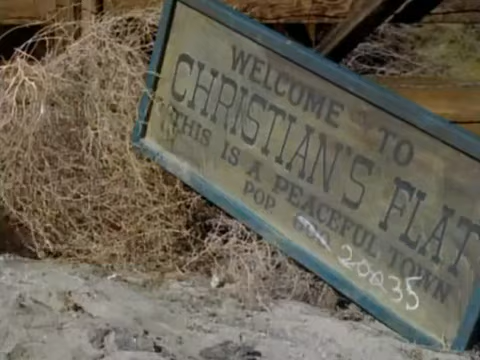 WELCOME TO
CHRISTIAN'S FLAT
THIS IS A PEACEFUL TOWN
POP. 20035